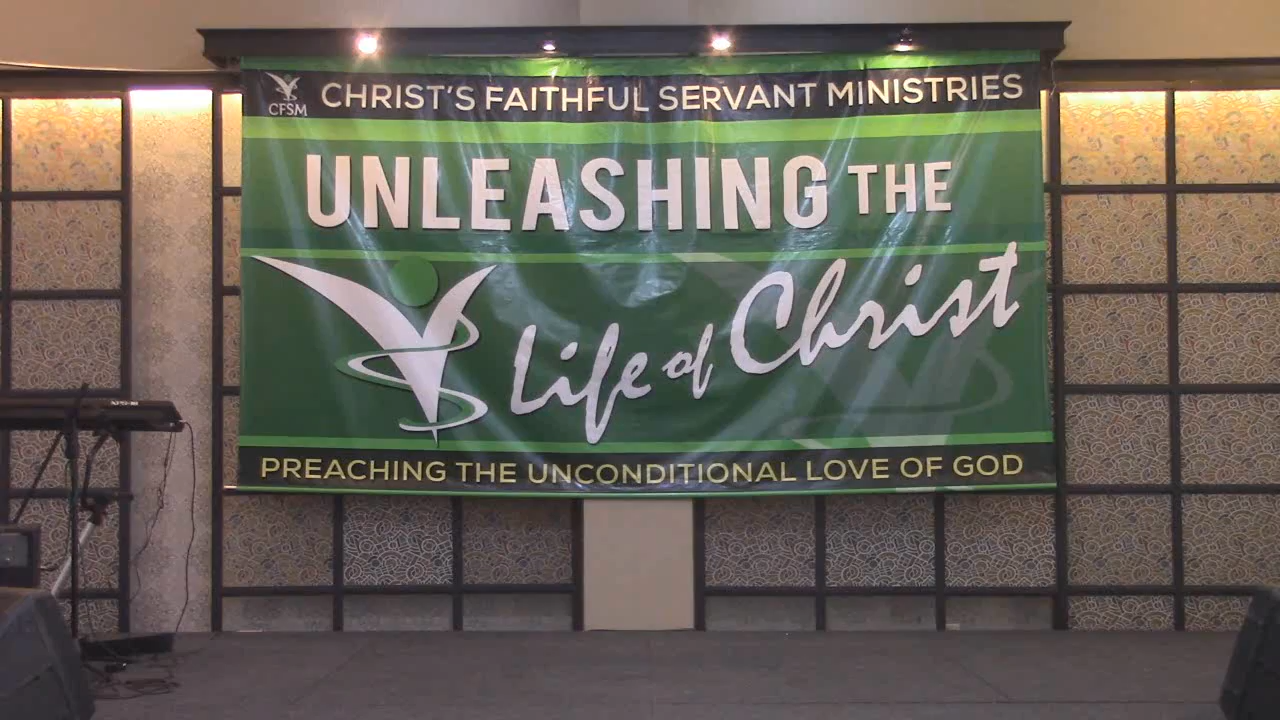 CFSM
CHRIST'S FAITHFUL SERVANT MINISTRIES
UNLEASHING THE
Life of Christ
PREACHING THE UNCONDITIONAL LOVE OF GOD